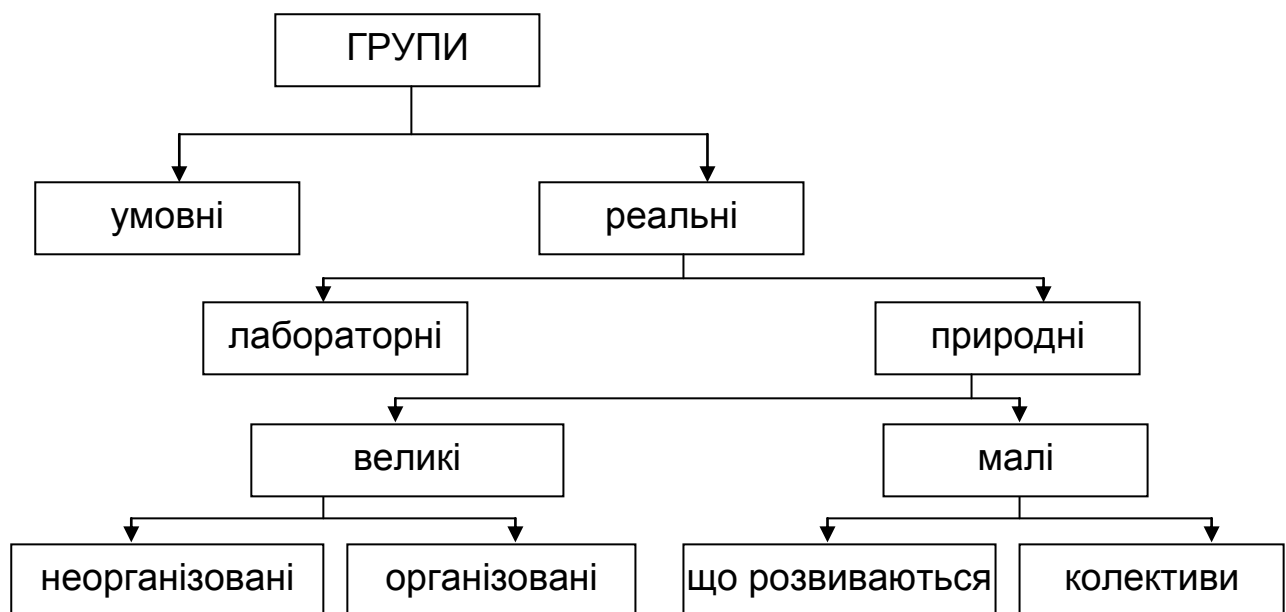 ГРУПИ
умовні
реальні
лабораторні
природні
великі
малі
неорганізовані
організовані
що розвиваються
колективи